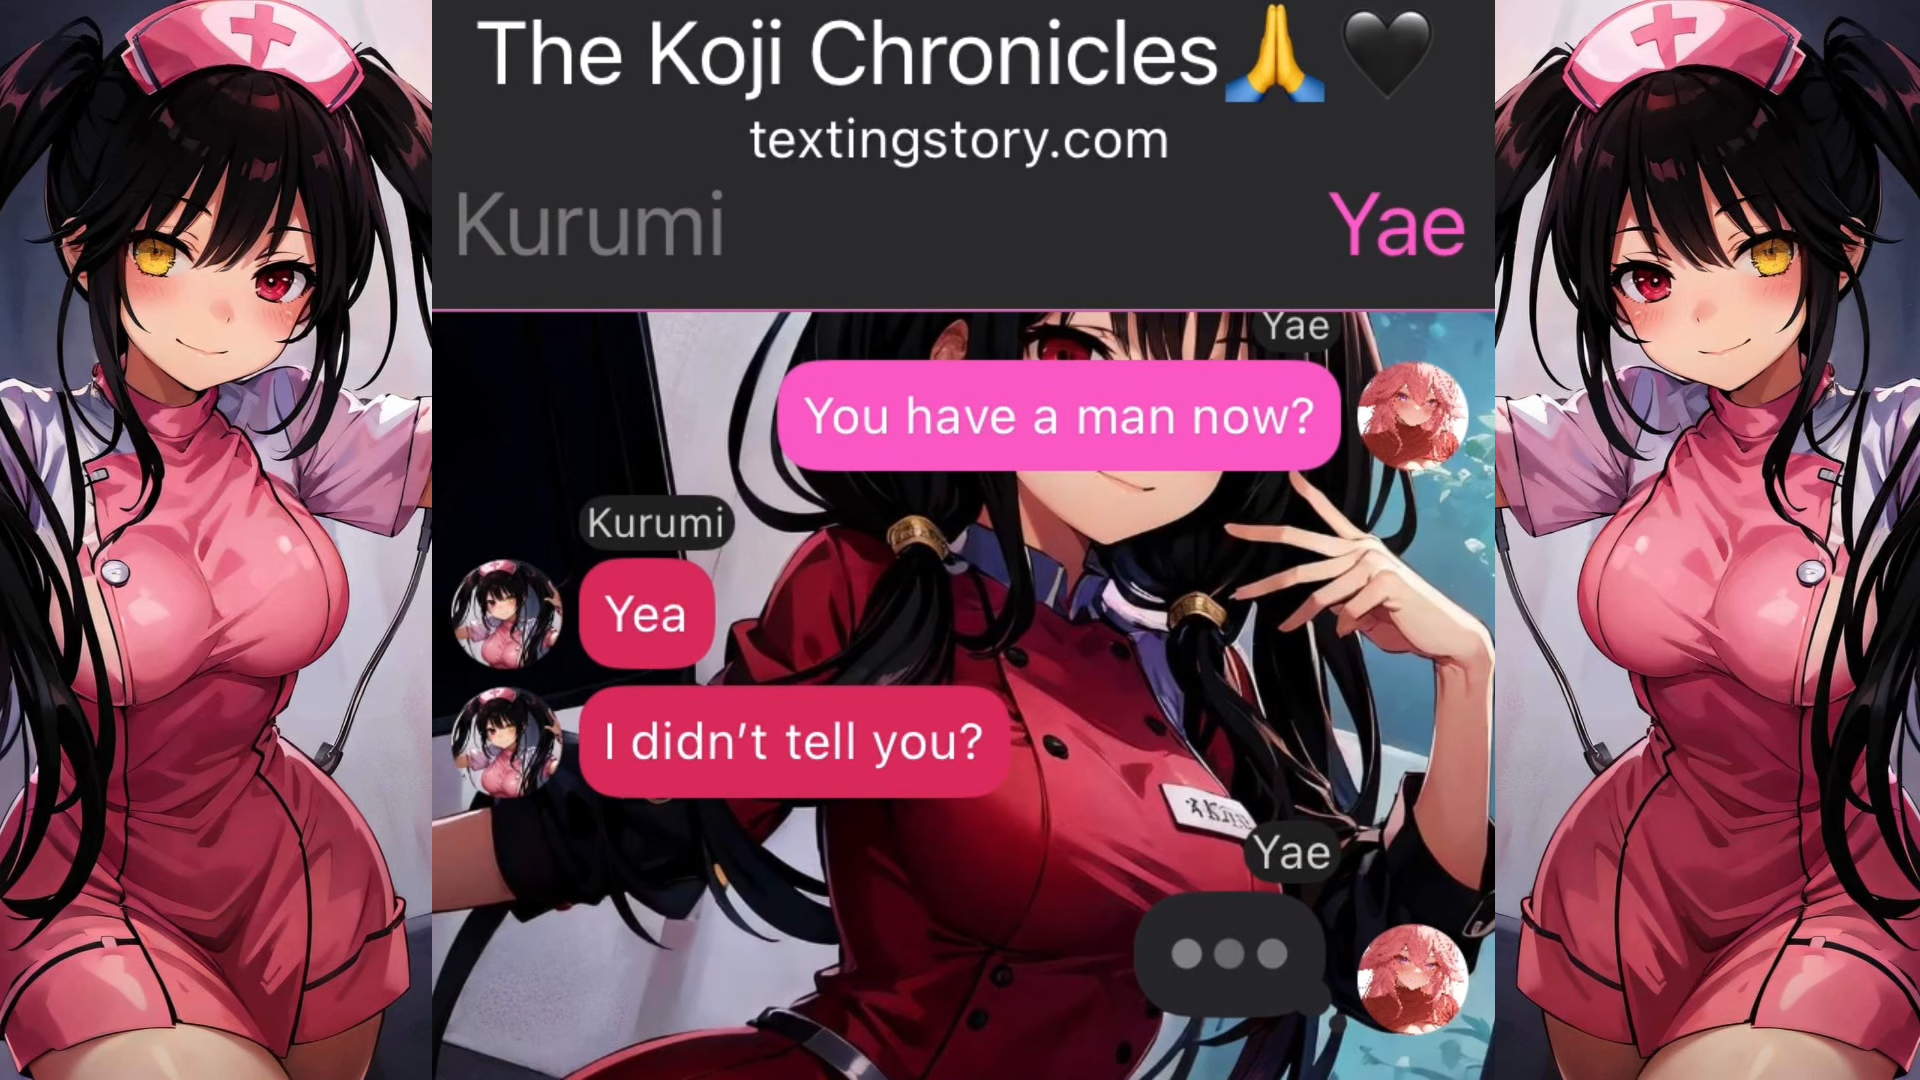 The Koji Chronicles🙏🖤
textingstory.com
Kurumi
Yae
Yae
You have a man now?
Kurumi
Yea
I didn’t tell you?
Yae